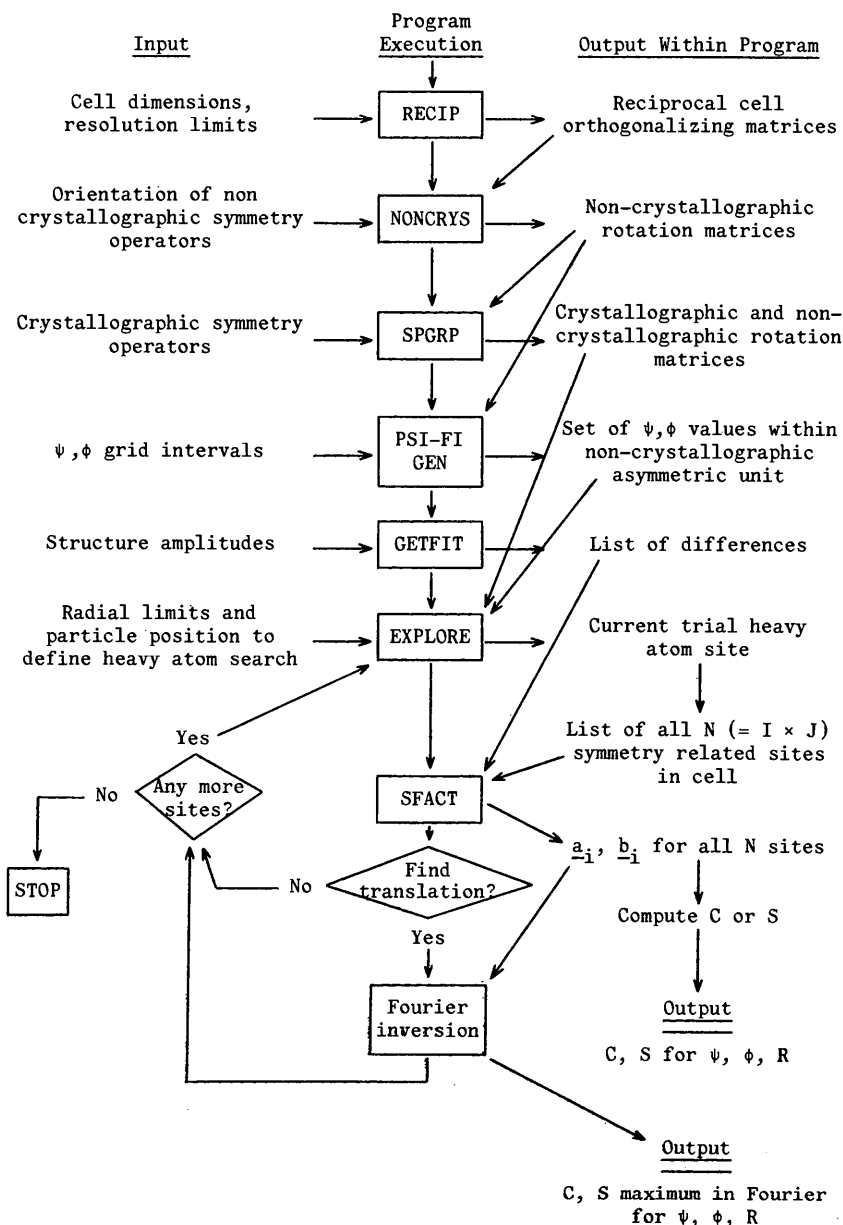 Input
Program
Execution
Output Within Program
Cell dimensions,
resolution limits
RECIP
Reciprocal cell
orthogonalizing matrices
Orientation of non
crystallographic symmetry
operators
NONCRYS
Non-crystallographic
rotation matrices
Crystallographic symmetry
operators
SPGRP
Crystallographic and non-
crystallographic rotation
matrices
ψ,φ grid intervals
PSI-FI
GEN
Set of ψ,φ values within
non-crystallographic
asymmetric unit
Structure amplitudes
GETFIT
List of differences
Radial limits and
particle position to
define heavy atom search
EXPLORE
Current trial heavy
atom site
List of all N (= I × J)
symmetry related sites
in cell
Yes
Any more
sites?
No
STOP
SFACT
a_i, b_i for all N sites
Find
translation?
No
Yes
Compute C or S
Fourier
inversion
Output
C, S for ψ, φ, R
Output
C, S maximum in Fourier
for ψ, φ, R